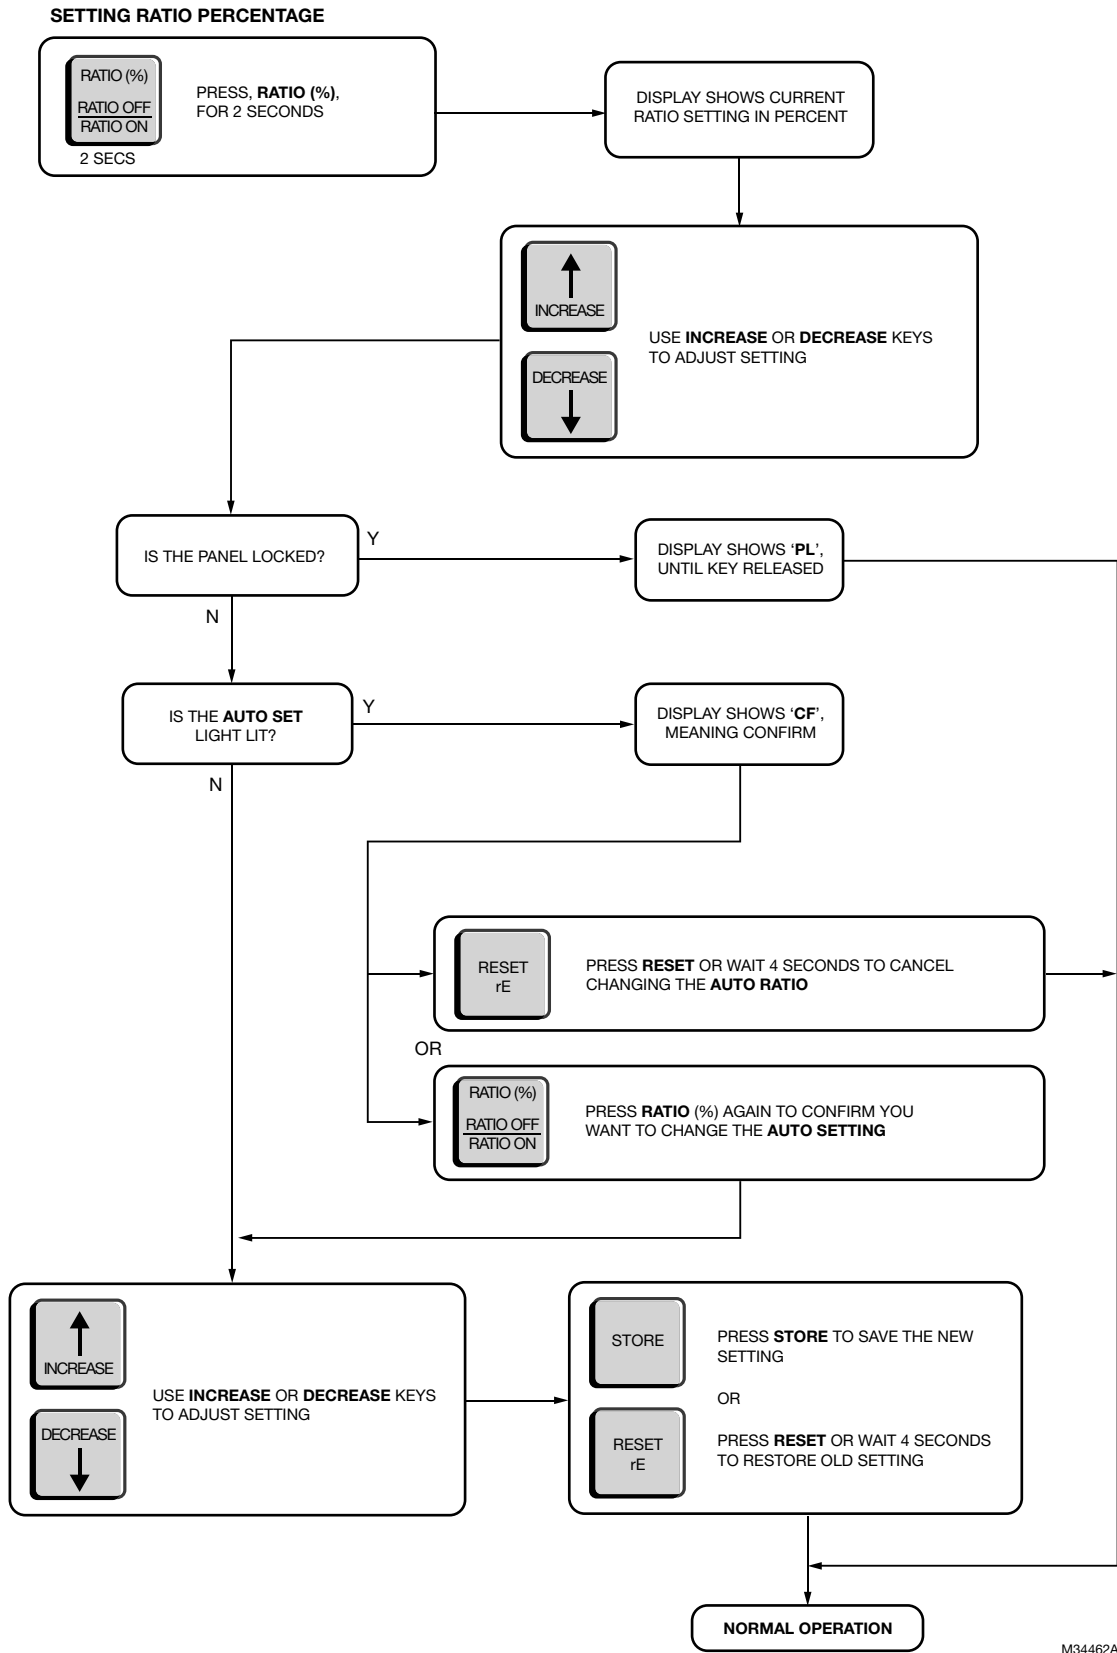 SETTING RATIO PERCENTAGE
RATIO (%)
RATIO OFF
RATIO ON
2 SECS
PRESS, RATIO (%),
FOR 2 SECONDS
DISPLAY SHOWS CURRENT
RATIO SETTING IN PERCENT
INCREASE
DECREASE
USE INCREASE OR DECREASE KEYS
TO ADJUST SETTING
IS THE PANEL LOCKED?
Y
DISPLAY SHOWS ‘PL’,
UNTIL KEY RELEASED
N
IS THE AUTO SET
LIGHT LIT?
Y
DISPLAY SHOWS ‘CF’,
MEANING CONFIRM
N
RESET
rE
PRESS RESET OR WAIT 4 SECONDS TO CANCEL
CHANGING THE AUTO RATIO
OR
RATIO (%)
RATIO OFF
RATIO ON
PRESS RATIO (%) AGAIN TO CONFIRM YOU
WANT TO CHANGE THE AUTO SETTING
INCREASE
DECREASE
USE INCREASE OR DECREASE KEYS
TO ADJUST SETTING
STORE
PRESS STORE TO SAVE THE NEW
SETTING
OR
RESET
rE
PRESS RESET OR WAIT 4 SECONDS
TO RESTORE OLD SETTING
NORMAL OPERATION
M34462A